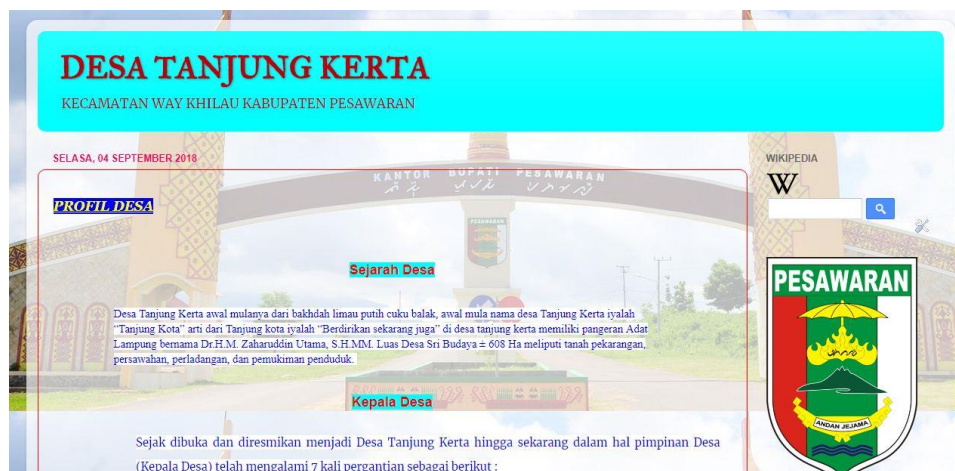 DESA TANJUNG KERTA
KECAMATAN WAY KHILAU KABUPATEN PESAWARAN
SELASA, 04 SEPTEMBER 2018
WIKIPEDIA
W
KANTOR BUPATI PESAWARAN
PROFIL DESA
PESAWARAN
Sejarah Desa
PESAWARAN
Desa Tanjung Kerta awal mulanya dari bakhdah limau putih cuku balak, awal mula nama desa Tanjung Kerta iyalah
“Tanjung Kota” arti dari Tanjung kota iyalah “Berdirikan sekarang juga” di desa tanjung kerta memiliki pangeran Adat
Lampung bernama Dr.H.M. Zaharuddin Utama, S.H.MM. Luas Desa Sri Budaya ± 608 Ha meliputi tanah pekarangan,
persawahan, perladangan, dan pemukiman penduduk.
Kepala Desa
ANDAN JEJAMA
Sejak dibuka dan diresmikan menjadi Desa Tanjung Kerta hingga sekarang dalam hal pimpinan Desa
(Kepala Desa) telah mengalami 7 kali pergantian sebagai berikut :